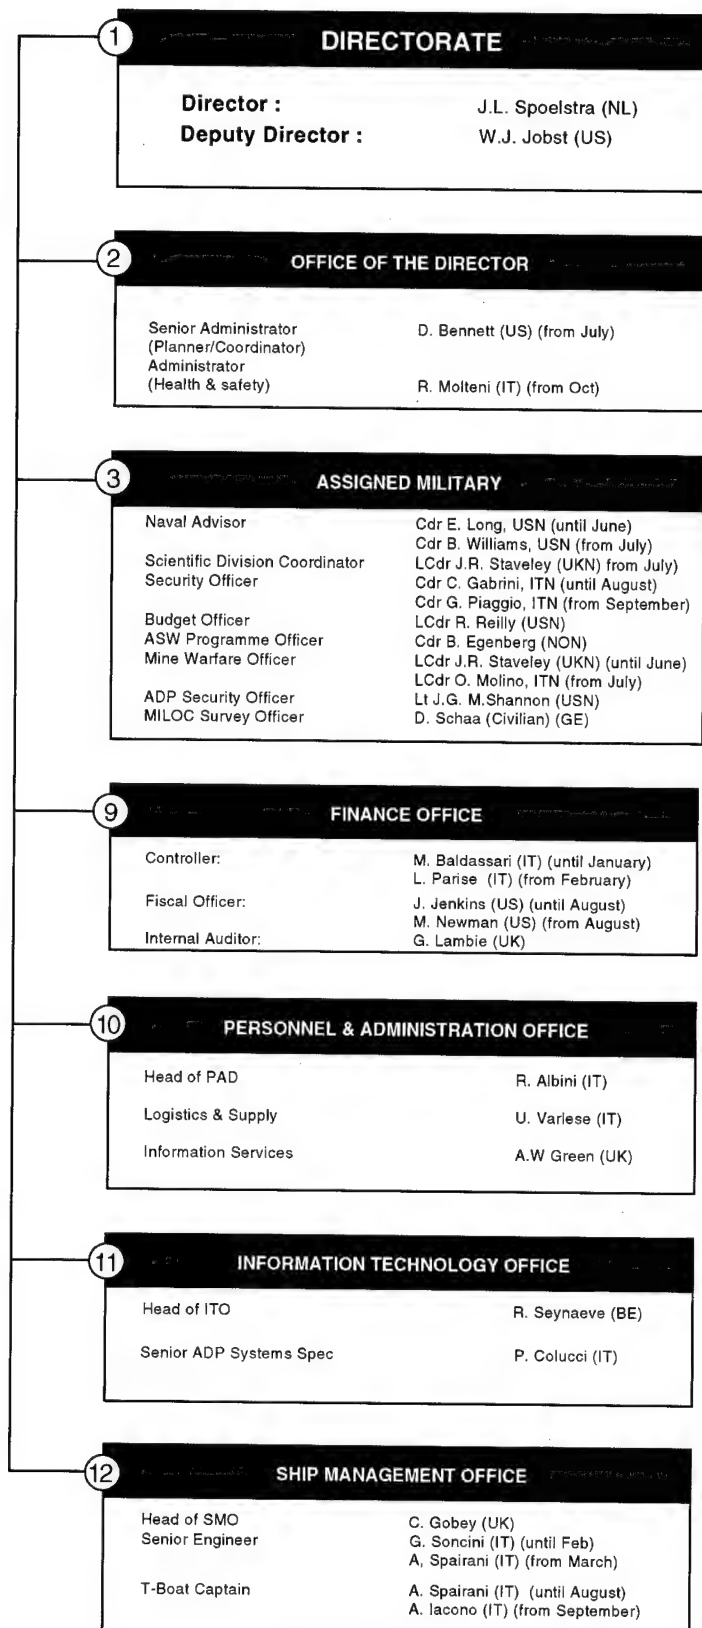 1 DIRECTORATE
Director : J.L. Spoelstra (NL)
Deputy Director : W.J. Jobst (US)
2 OFFICE OF THE DIRECTOR
Senior Administrator D. Bennett (US) (from July)
(Planner/Coordinator)
Administrator
(Health & safety) R. Molteni (IT) (from Oct)
3 ASSIGNED MILITARY
Naval Advisor Cdr E. Long, USN (until June)
Cdr B. Williams, USN (from July)
Scientific Division Coordinator LCdr J.R. Staveley (UKN) from July)
Security Officer Cdr C. Gabrini, ITN (until August)
Cdr G. Piaggio, ITN (from September)
Budget Officer LCdr R. Reilly (USN)
ASW Programme Officer Cdr B. Egenberg (NON)
Mine Warfare Officer LCdr J.R. Staveley (UKN) (until June)
LCdr O. Molino, ITN (from July)
ADP Security Officer Lt J.G. M.Shannon (USN)
MILOC Survey Officer D. Schaa (Civilian) (GE)
9 FINANCE OFFICE
Controller: M. Baldassari (IT) (until January)
L. Parise (IT) (from February)
Fiscal Officer: J. Jenkins (US) (until August)
M. Newman (US) (from August)
Internal Auditor: G. Lambie (UK)
10 PERSONNEL & ADMINISTRATION OFFICE
Head of PAD R. Albini (IT)
Logistics & Supply U. Varlese (IT)
Information Services A.W Green (UK)
11 INFORMATION TECHNOLOGY OFFICE
Head of ITO R. Seynaeve (BE)
Senior ADP Systems Spec P. Colucci (IT)
12 SHIP MANAGEMENT OFFICE
Head of SMO C. Gobey (UK)
Senior Engineer G. Soncini (IT) (until Feb)
A, Spairani (IT) (from March)
T-Boat Captain A. Spairani (IT) (until August)
A. Iacono (IT) (from September)